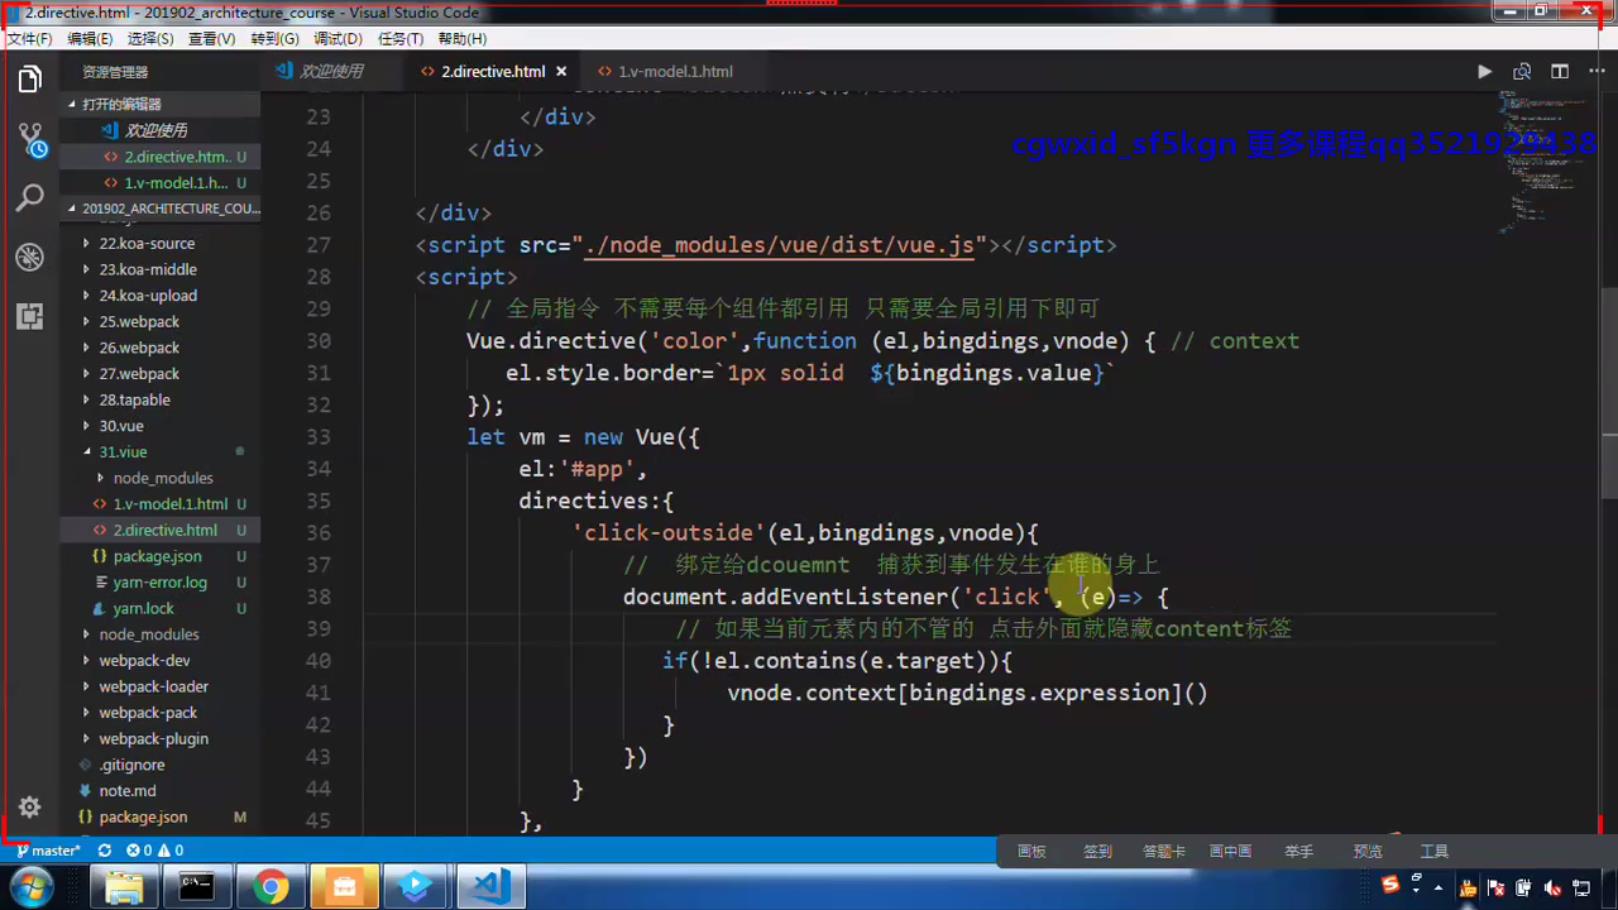 2.directive.html - 201902_architecture_course - Visual Studio Code
文件(F) 编辑(E) 选择(S) 查看(V) 转到(G) 调试(D) 任务(T) 帮助(H)
资源管理器
欢迎使用
2.directive.html
1.v-model.1.html
打开的编辑器
欢迎使用
2.directive.htm.. U
1.v-model.1.h... U
201902_ARCHITECTURE_COU...
22.koa-source
23.koa-middle
24.koa-upload
25.webpack
26.webpack
27.webpack
28.tapable
30.vue
31.viue
node_modules
1.v-model.1.html U
2.directive.html U
package.json U
yarn-error.log U
yarn.lock U
node_modules
webpack-dev
webpack-loader
webpack-pack
webpack-plugin
.gitignore
note.md
package.json M
cgwxid_sf5kgn 更多课程qq3521929438
23 </div>
24 </div>
25
26 </div>
27 <script src="./node_modules/vue/dist/vue.js"></script>
28 <script>
29 // 全局指令 不需要每个组件都引用 只需要全局引用下即可
30 Vue.directive('color',function (el,bingdings,vnode) { // context
31 el.style.border=`1px solid  ${bingdings.value}`
32 });
33 let vm = new Vue({
34 el:'#app',
35 directives:{
36 'click-outside'(el,bingdings,vnode){
37 //  绑定给dcouemnt  捕获到事件发生在谁的身上
38 document.addEventListener('click', (e)=> {
39 // 如果当前元素内的不管的 点击外面就隐藏content标签
40 if(!el.contains(e.target)){
41 vnode.context[bingdings.expression]()
42 }
43 })
44 }
45 },
master* 0 0
画板 签到 答题卡 画中画 举手 预览 工具